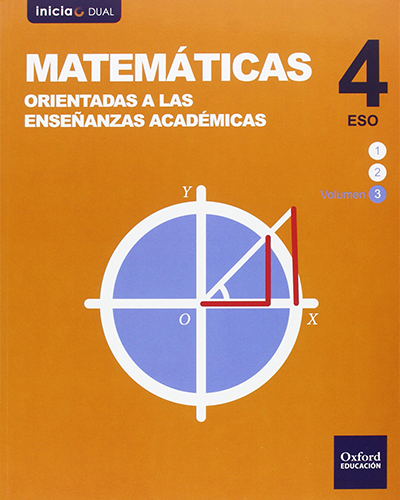 inicia DUAL
MATEMÁTICAS
ORIENTADAS A LAS
ENSEÑANZAS ACADÉMICAS
4
ESO
1
2
Volumen 3
Y
O
X
Oxford
EDUCACIÓN